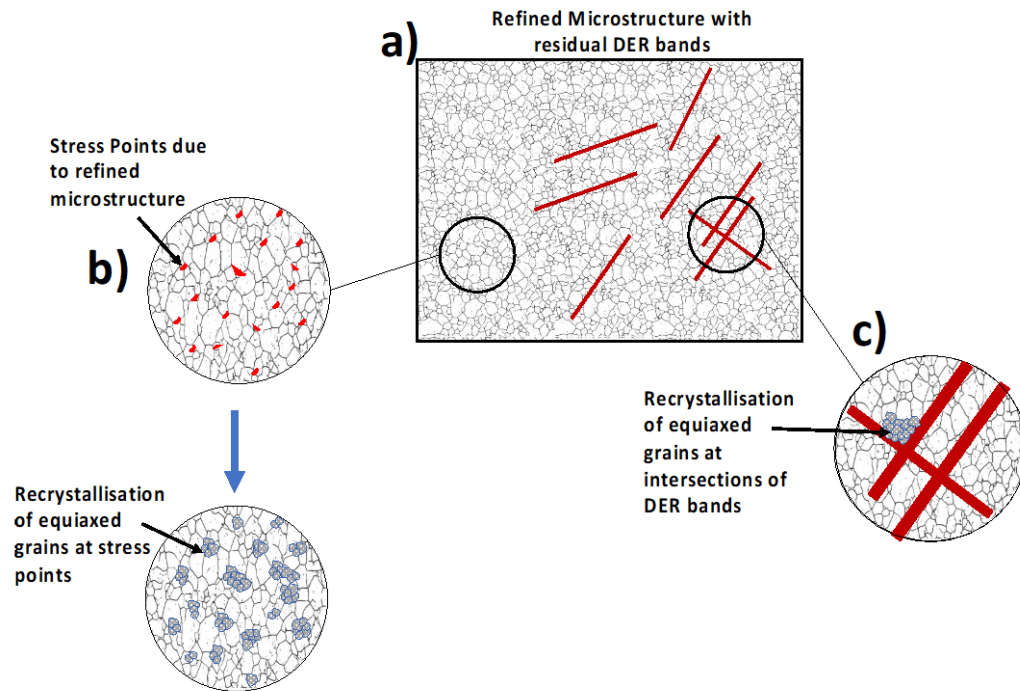 Refined Microstructure with
residual DER bands
a)
Stress Points due
to refined
microstructure
b)
c)
Recrystallisation
of equiaxed
grains at
intersections of
DER bands
Recrystallisation
of equiaxed
grains at stress
points